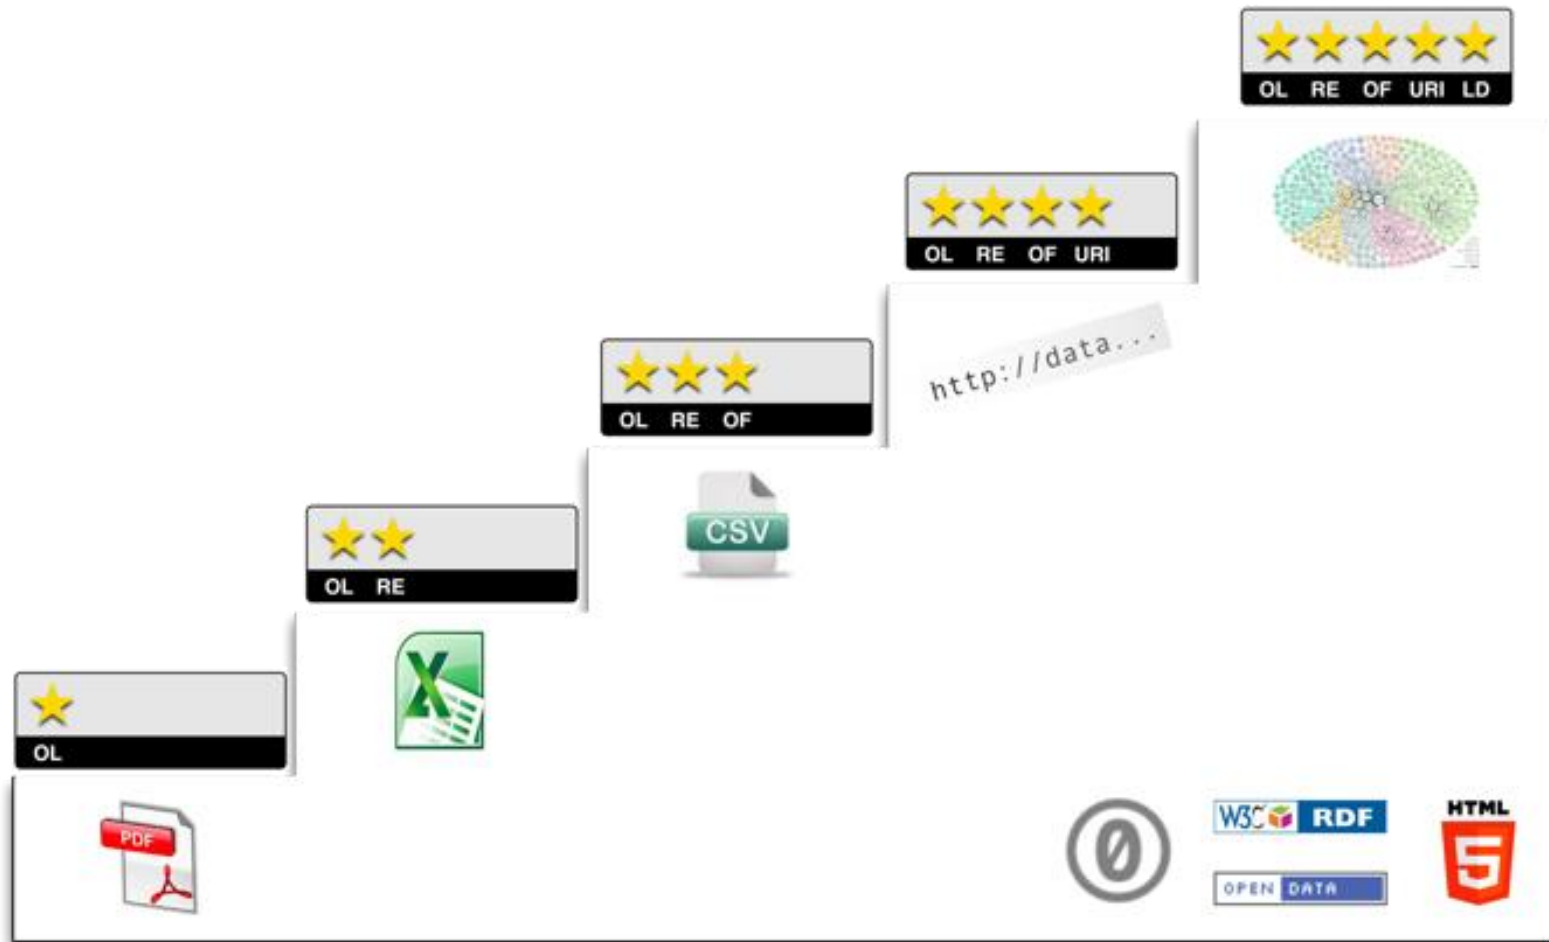 OL RE OF URI LD
OL RE OF URI
http://data...
OL RE OF
CSV
OL RE
X
OL
PDF
0
W3C RDF
OPEN DATA
HTML
5